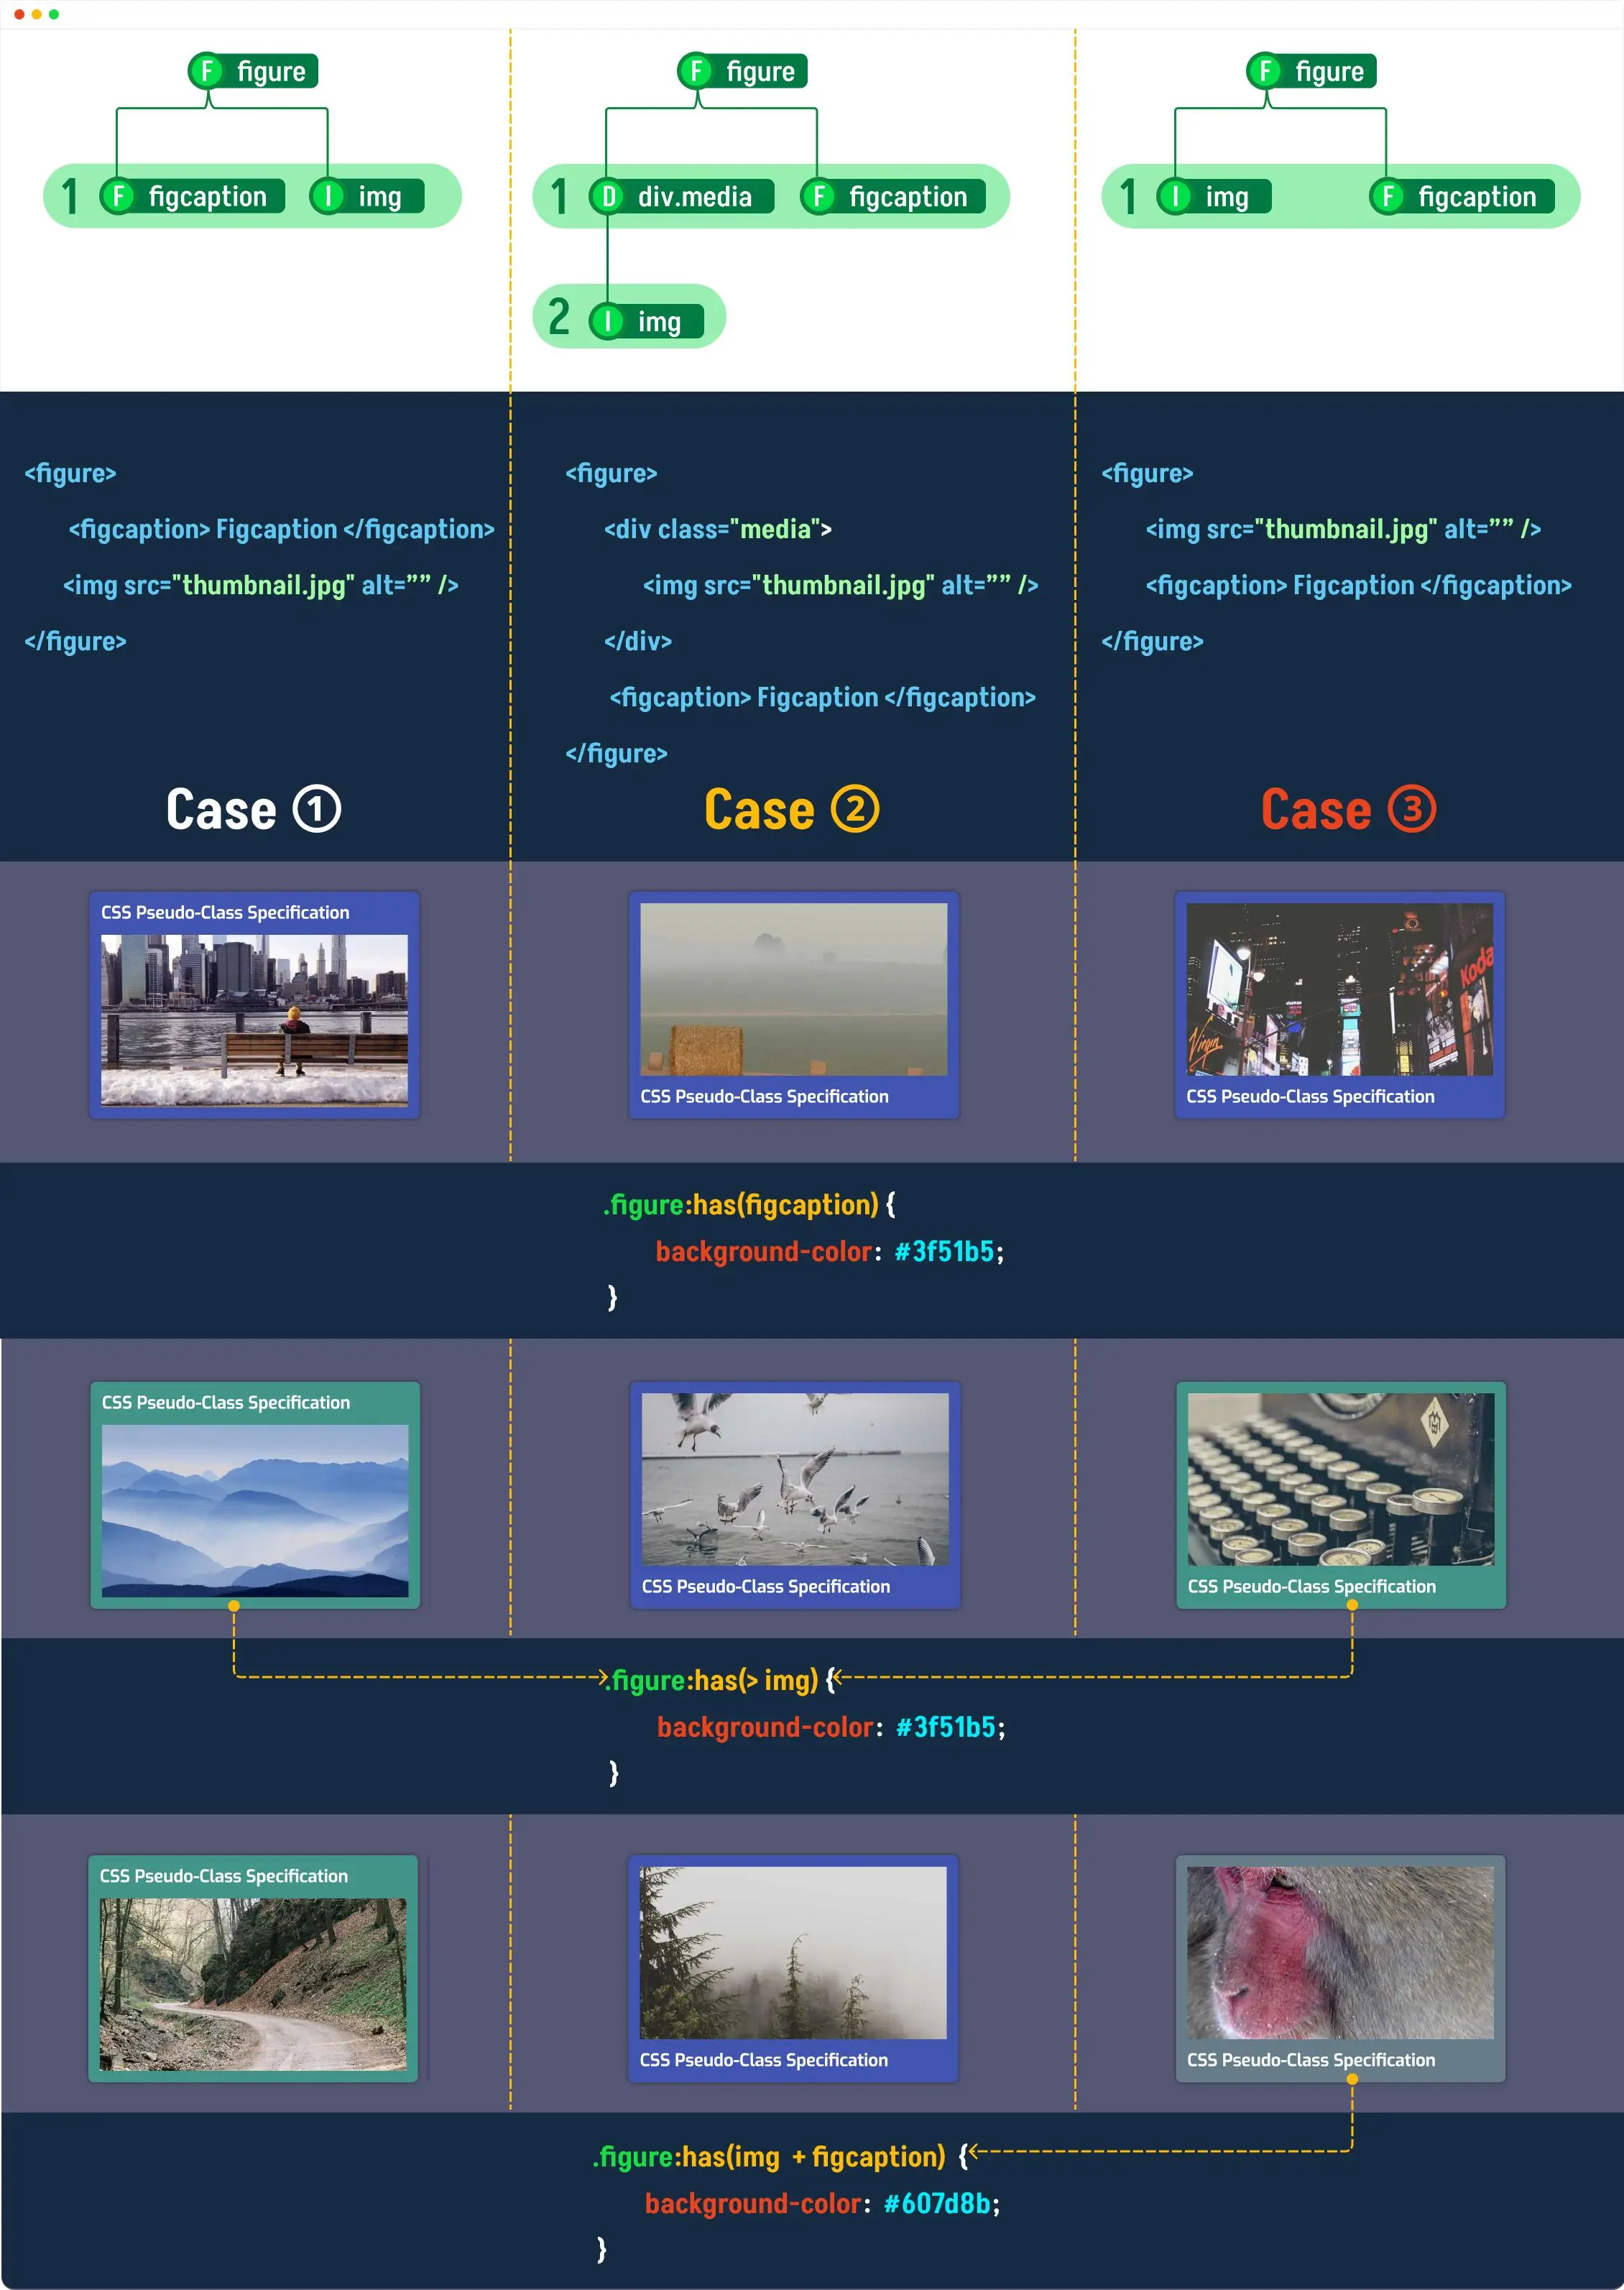 F figure
1 F figcaption I img
F figure
1 D div.media F figcaption
2 I img
F figure
1 I img F figcaption
<figure>
<figcaption> Figcaption </figcaption>
<img src="thumbnail.jpg" alt=”” />
</figure>
<figure>
<div class="media">
<img src="thumbnail.jpg" alt=”” />
</div>
<figcaption> Figcaption </figcaption>
</figure>
<figure>
<img src="thumbnail.jpg" alt=”” />
<figcaption> Figcaption </figcaption>
</figure>
Case ①
Case ②
Case ③
CSS Pseudo-Class Specification
CSS Pseudo-Class Specification
Virgin
Koda
CSS Pseudo-Class Specification
.figure:has(figcaption) {
background-color: #3f51b5;
}
CSS Pseudo-Class Specification
CSS Pseudo-Class Specification
CSS Pseudo-Class Specification
.figure:has(> img) {
background-color: #3f51b5;
}
CSS Pseudo-Class Specification
CSS Pseudo-Class Specification
CSS Pseudo-Class Specification
.figure:has(img + figcaption) {
background-color: #607d8b;
}